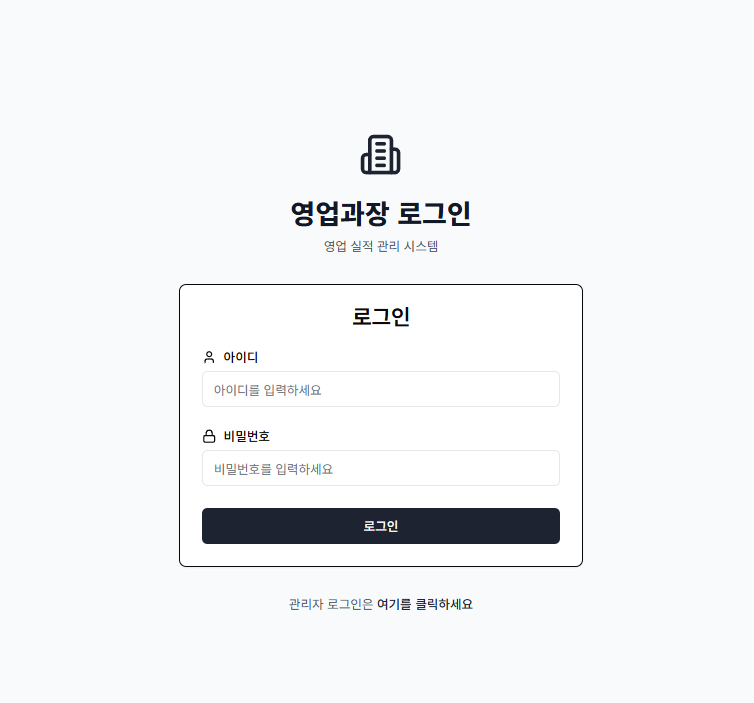 영업과장 로그인
영업 실적 관리 시스템
로그인
아이디
아이디를 입력하세요
비밀번호
비밀번호를 입력하세요
로그인
관리자 로그인은 여기를 클릭하세요